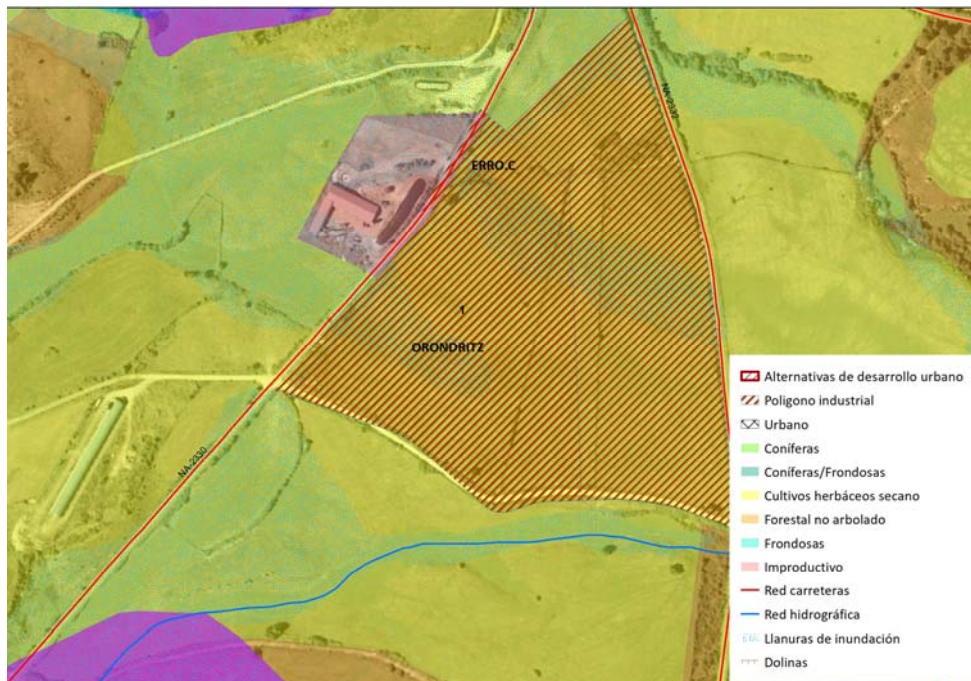 NA-2330
ERRO.C
1
ORONDRITZ
NA-2330
Alternativas de desarrollo urbano
Poligono industrial
Urbano
Coníferas
Coníferas/Frondosas
Cultivos herbáceos secano
Forestal no arbolado
Frondosas
Improductivo
Red carreteras
Red hidrográfica
Llanuras de inundación
Dolinas